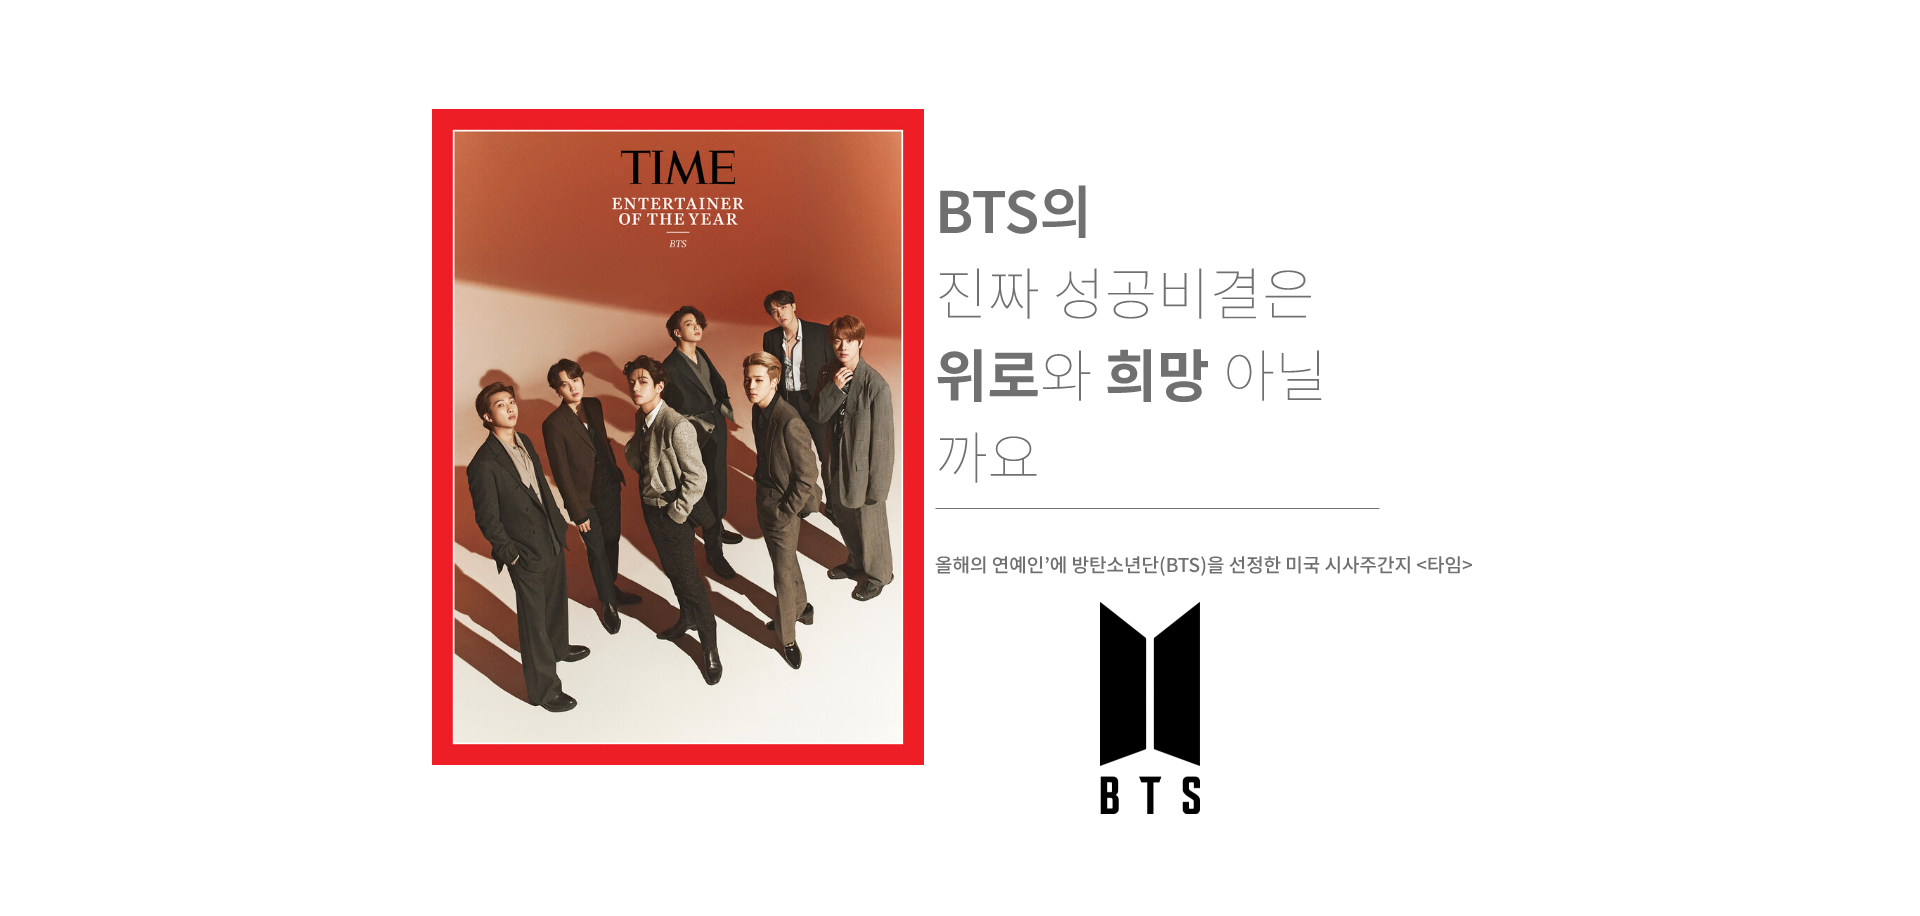 TIME
ENTERTAINER
OF THE YEAR
BTS
BTS의
진짜 성공비결은
위로와 희망 아닐
까요
올해의 연예인’에 방탄소년단(BTS)을 선정한 미국 시사주간지 <타임>
BTS